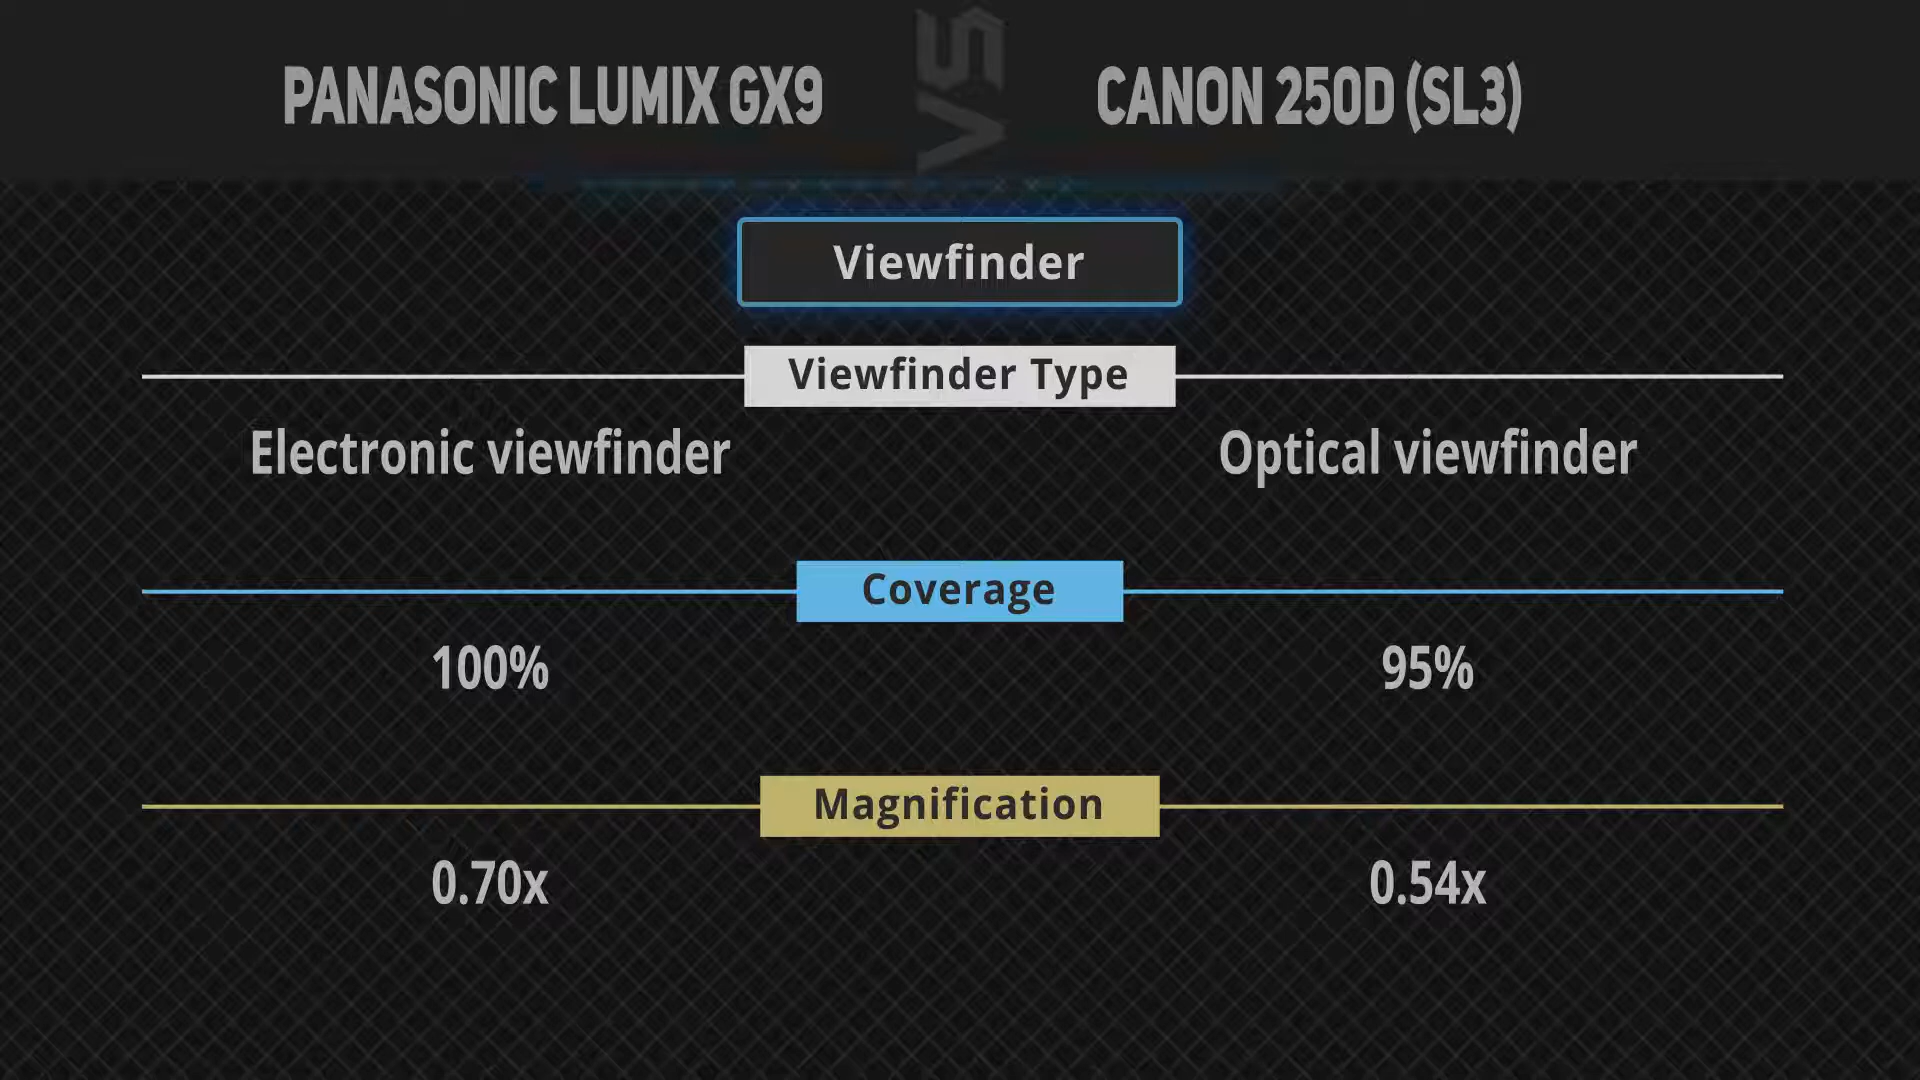 PANASONIC LUMIX GX9 VS CANON 250D (SL3)
Viewfinder
Viewfinder Type
Electronic viewfinder Optical viewfinder
Coverage
100% 95%
Magnification
0.70x 0.54x